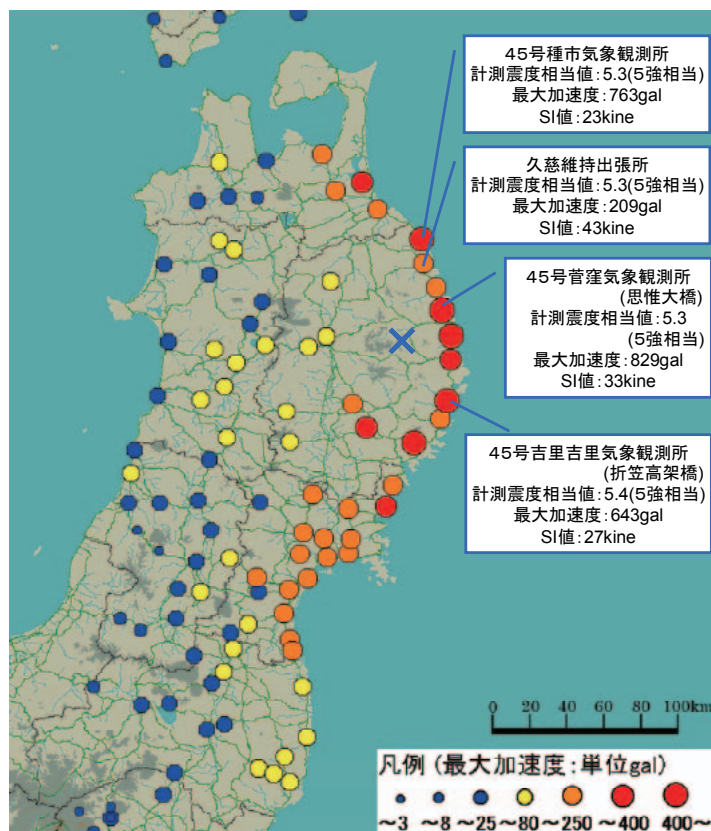 45号種市気象観測所
計測震度相当値:5.3(5強相当)
最大加速度:763gal
SI値:23kine
久慈維持出張所
計測震度相当値:5.3(5強相当)
最大加速度:209gal
SI値:43kine
45号菅窪気象観測所
(思惟大橋)
計測震度相当値:5.3
(5強相当)
最大加速度:829gal
SI値:33kine
45号吉里吉里気象観測所
(折笠高架橋)
計測震度相当値:5.4(5強相当)
最大加速度:643gal
SI値:27kine
0 20 40 60 80 100km
凡例 (最大加速度:単位gal)
～3 ～8 ～25 ～80 ～250 ～400 400～